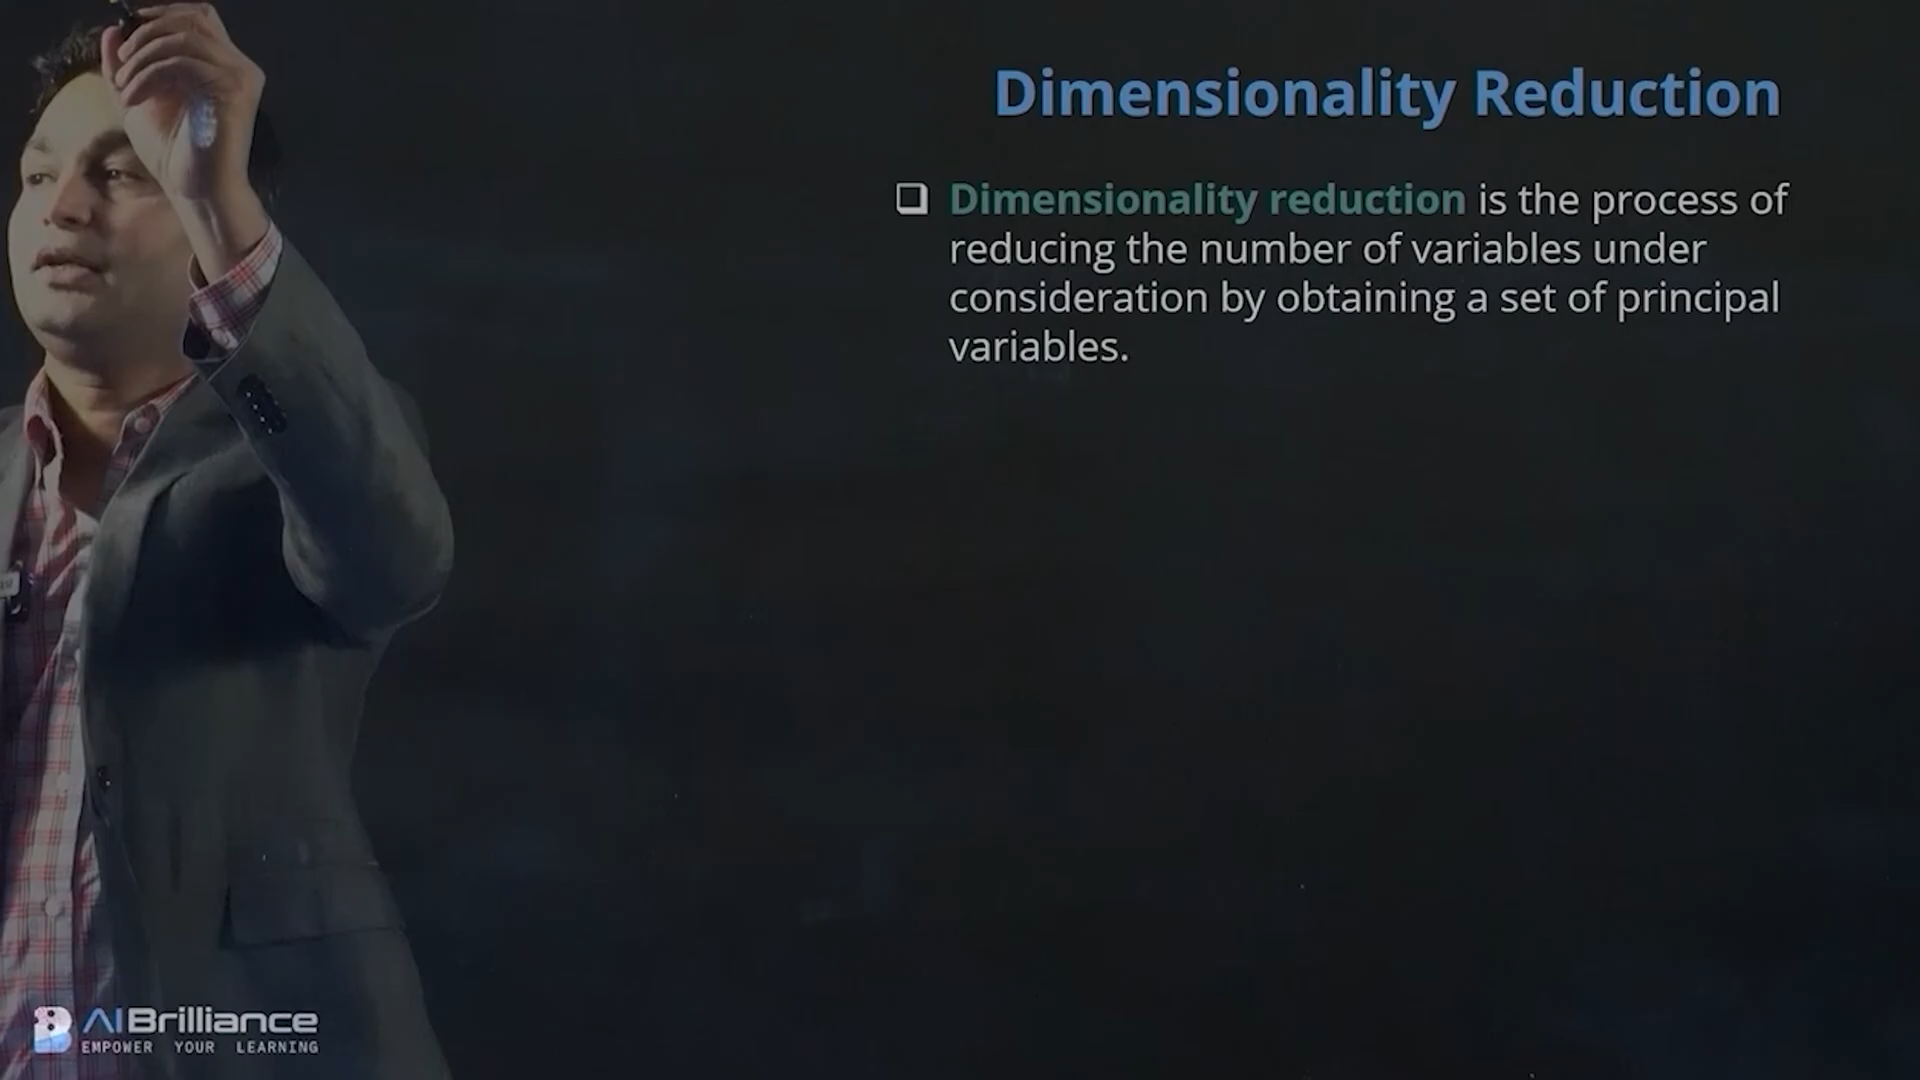 Dimensionality Reduction
❑ Dimensionality reduction is the process of
reducing the number of variables under
consideration by obtaining a set of principal
variables.
AIBrilliance
EMPOWER YOUR LEARNING